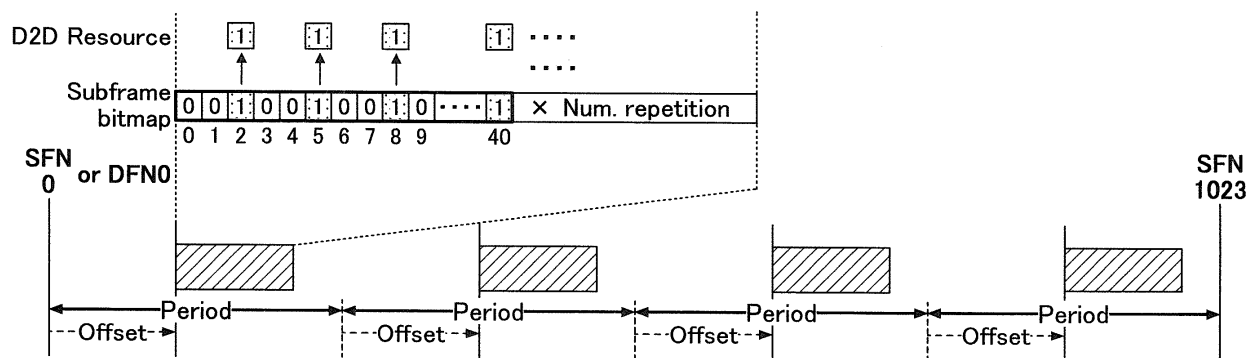 D2D Resource 1 1 1 1 ····
····
Subframe bitmap 0 0 1 0 0 1 0 0 1 0 ···· 1 × Num. repetition
0 1 2 3 4 5 6 7 8 9 40
SFN 0 or DFN0
SFN 1023
Period Period Period Period
Offset Offset Offset Offset